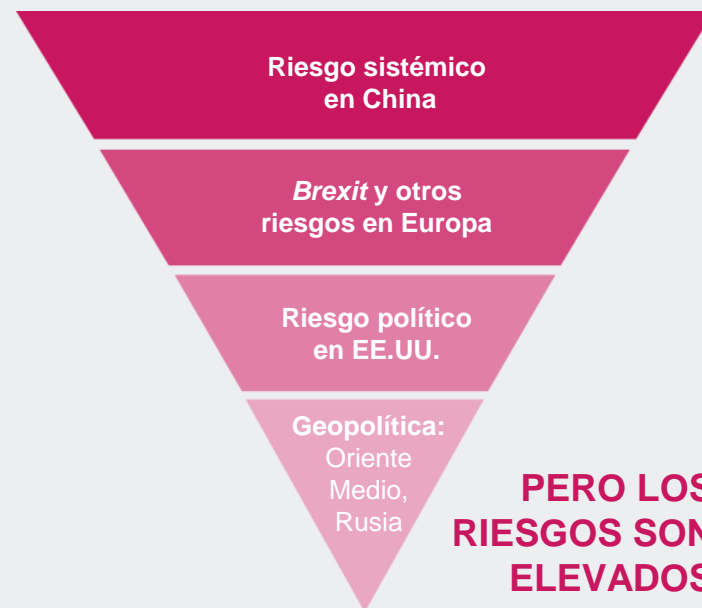 Riesgo sistémico
en China
Brexit y otros
riesgos en Europa
Riesgo político
en EE.UU.
Geopolítica:
Oriente
Medio,
Rusia
PERO LOS
RIESGOS SON
ELEVADOS